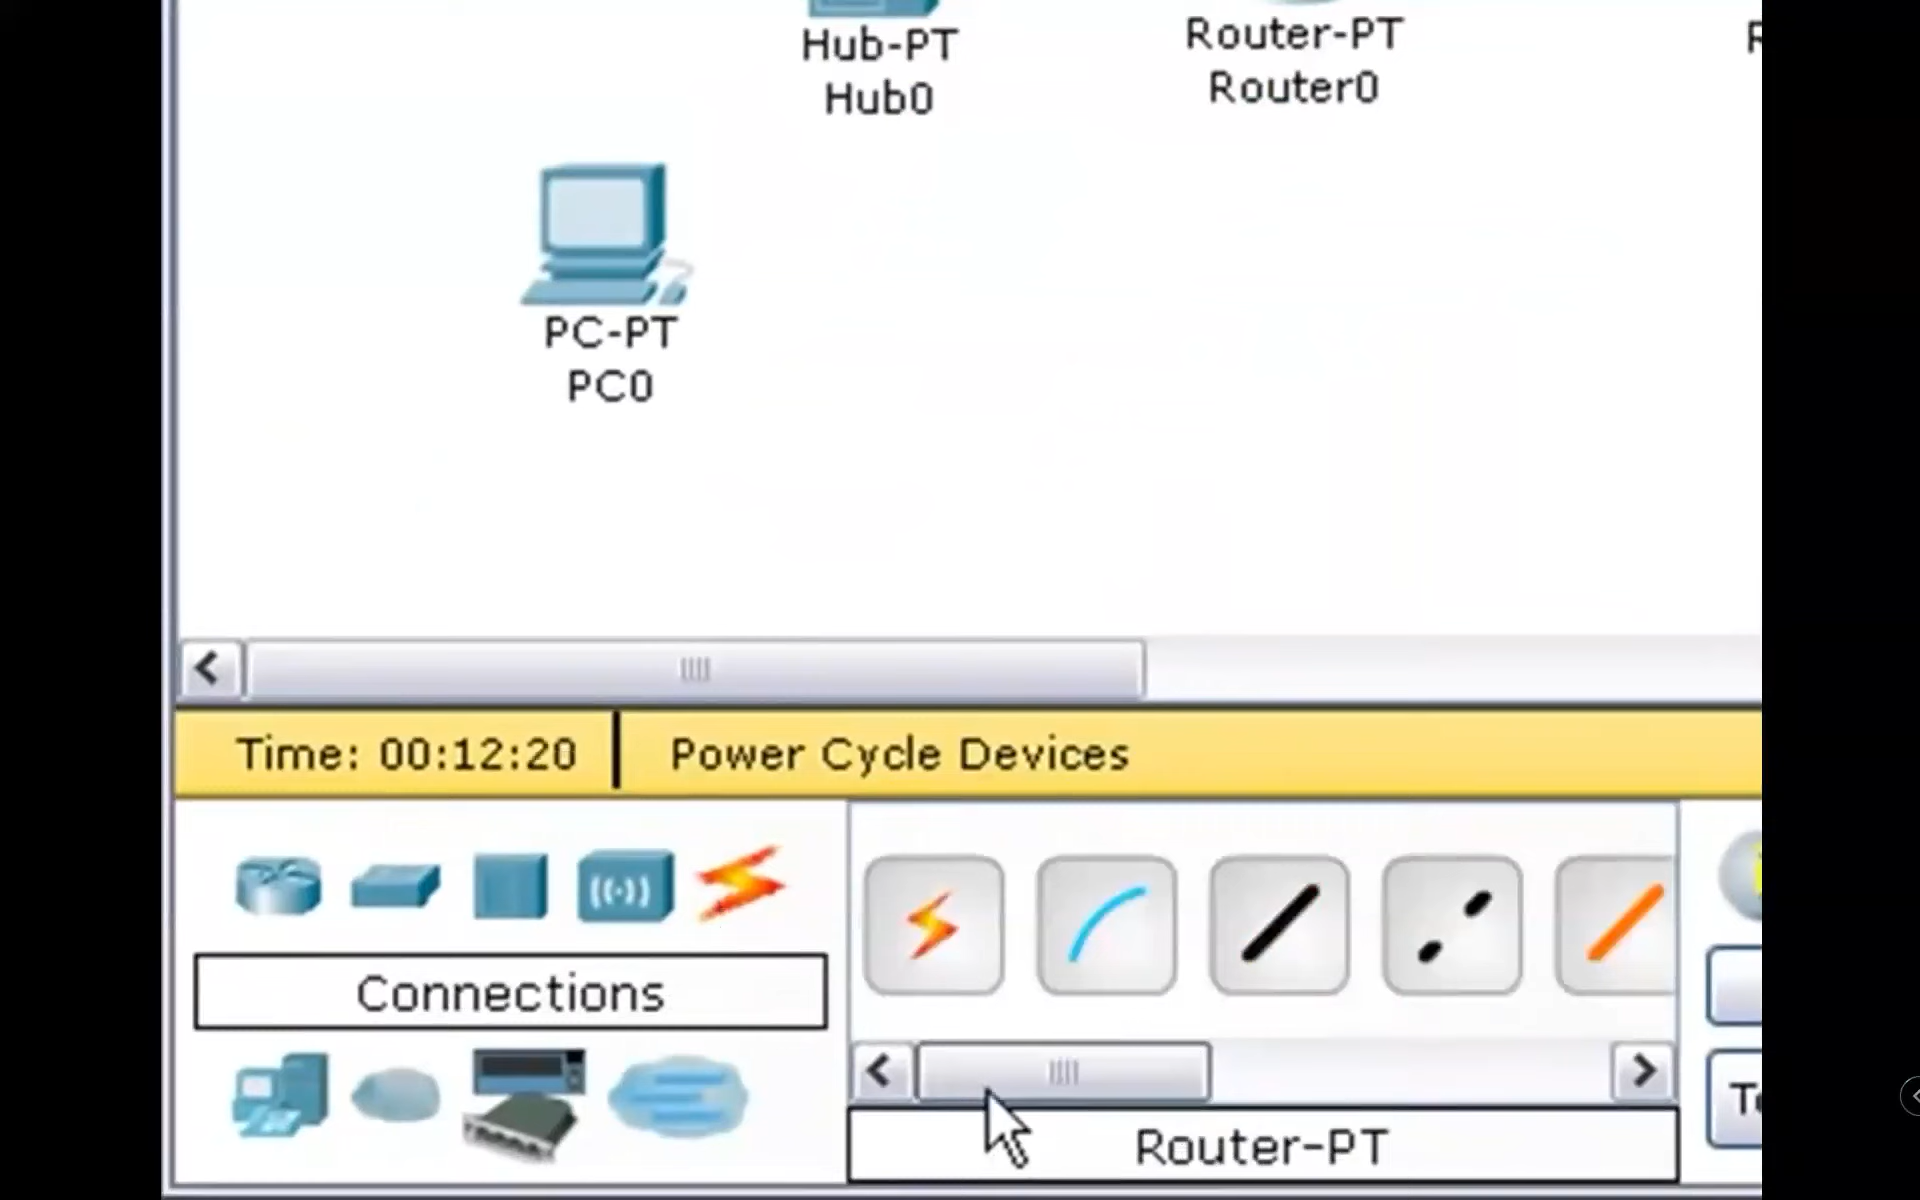 Hub-PT
Hub0
Router-PT
Router0
PC-PT
PC0
Time: 00:12:20
Power Cycle Devices
Connections
Router-PT